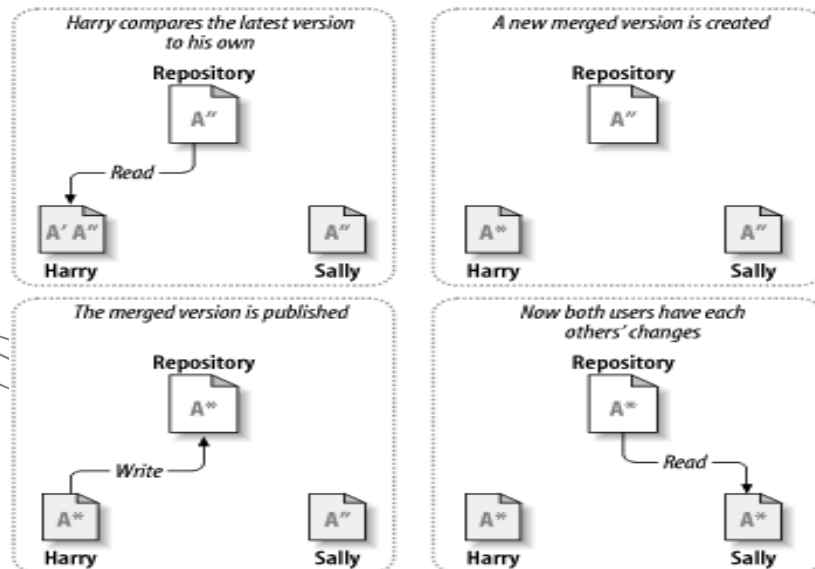 Harry compares the latest version
to his own
Repository
A″
Read
A′ A″
A″
Harry
Sally
A new merged version is created
Repository
A″
A*
A″
Harry
Sally
The merged version is published
Repository
A*
Write
A*
A″
Harry
Sally
Now both users have each
others’ changes
Repository
A*
Read
A*
A*
Harry
Sally